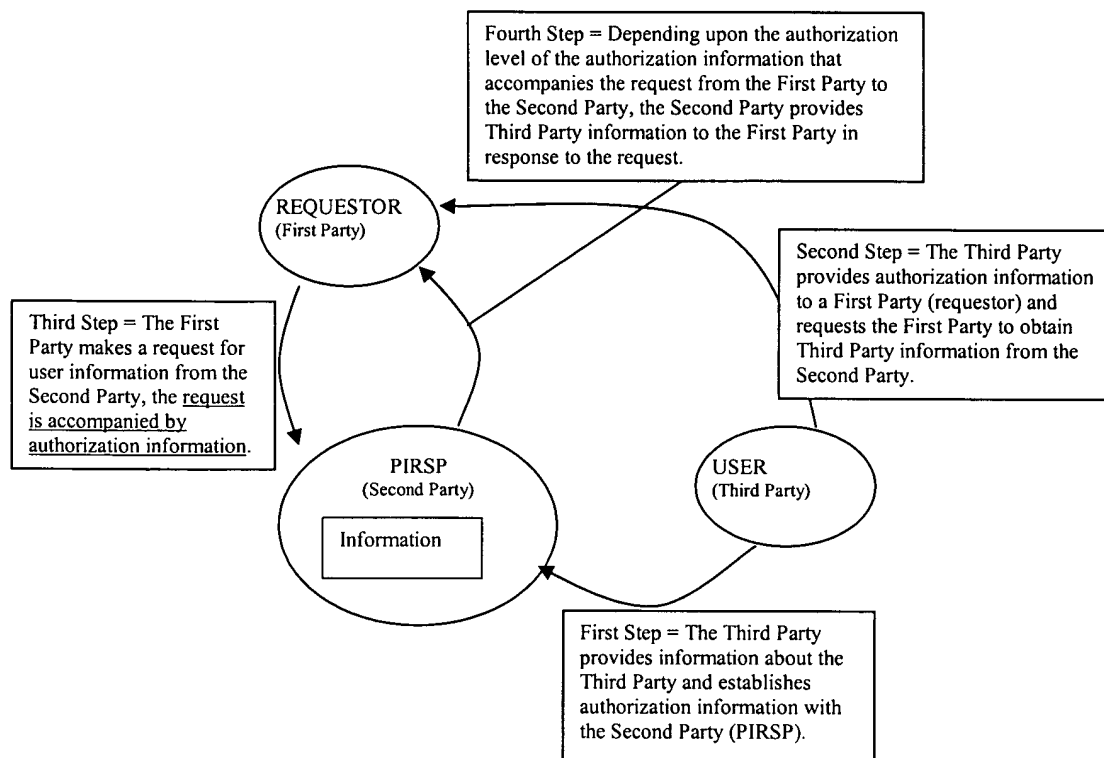 Fourth Step = Depending upon the authorization
level of the authorization information that
accompanies the request from the First Party to
the Second Party, the Second Party provides
Third Party information to the First Party in
response to the request.
REQUESTOR
(First Party)
Second Step = The Third Party
provides authorization information
to a First Party (requestor) and
requests the First Party to obtain
Third Party information from the
Second Party.
Third Step = The First
Party makes a request for
user information from the
Second Party, the request
is accompanied by
authorization information.
PIRSP
(Second Party)
Information
USER
(Third Party)
First Step = The Third Party
provides information about the
Third Party and establishes
authorization information with
the Second Party (PIRSP).